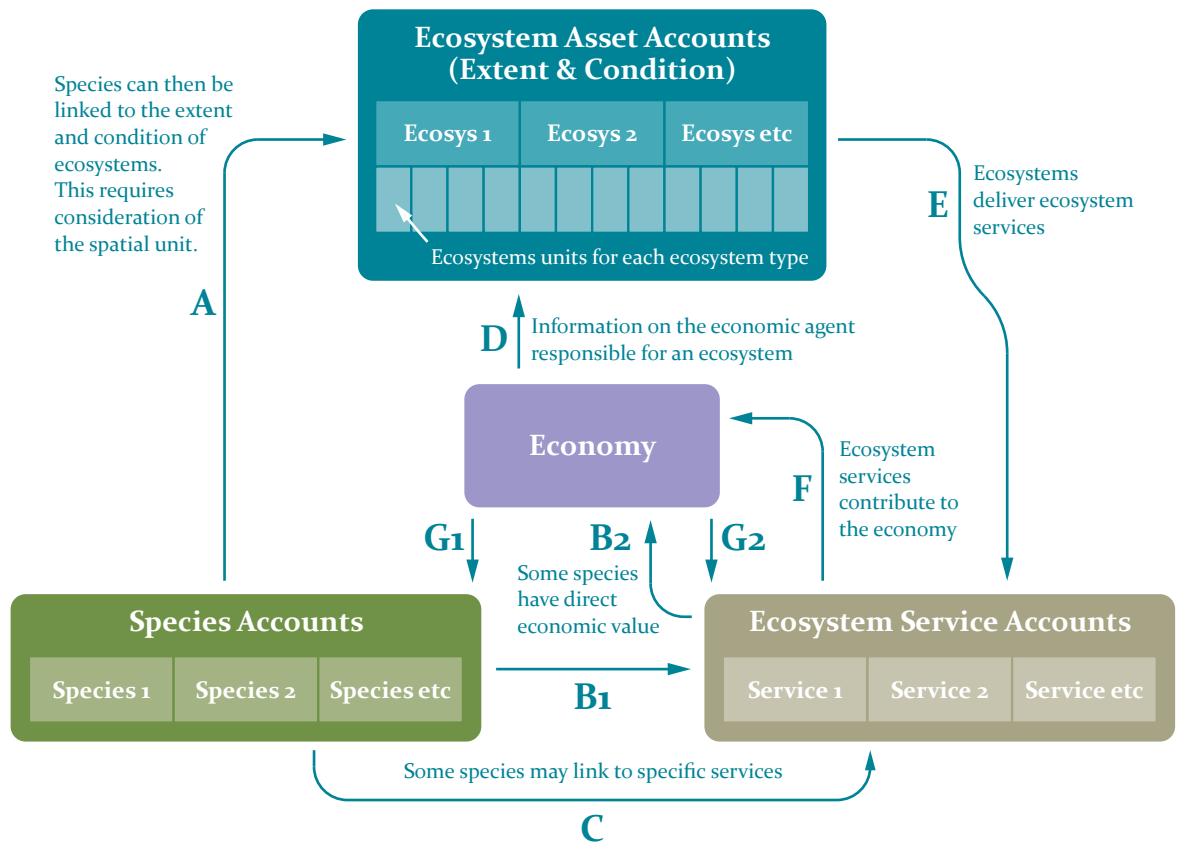 Ecosystem Asset Accounts
(Extent & Condition)
Ecosys 1
Ecosys 2
Ecosys etc
Ecosystems units for each ecosystem type
Species can then be
linked to the extent
and condition of
ecosystems.
This requires
consideration of
the spatial unit.
A
E
Ecosystems
deliver ecosystem
services
D
Information on the economic agent
responsible for an ecosystem
Economy
F
Ecosystem
services
contribute to
the economy
G1
B2
G2
Some species
have direct
economic value
Species Accounts
Species 1
Species 2
Species etc
B1
Ecosystem Service Accounts
Service 1
Service 2
Service etc
Some species may link to specific services
C